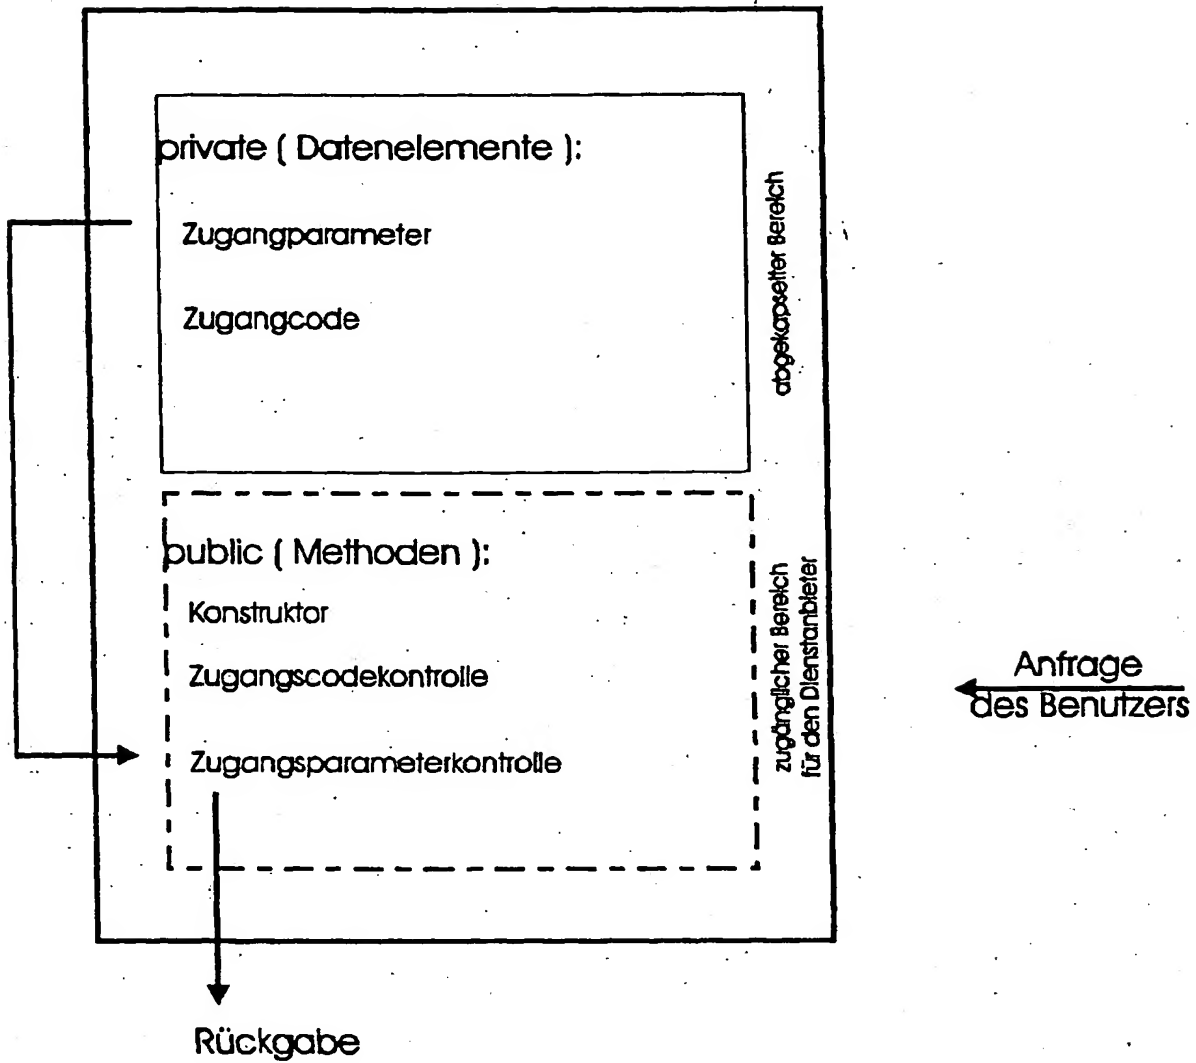 private ( Datenelemente ):
Zugangparameter
Zugangcode
abgekapselter Bereich
public ( Methoden ):
Konstruktor
Zugangscodekontrolle
Zugangsparameterkontrolle
zugänglicher Bereich
für den Dienstanbieter
Anfrage
des Benutzers
Rückgabe